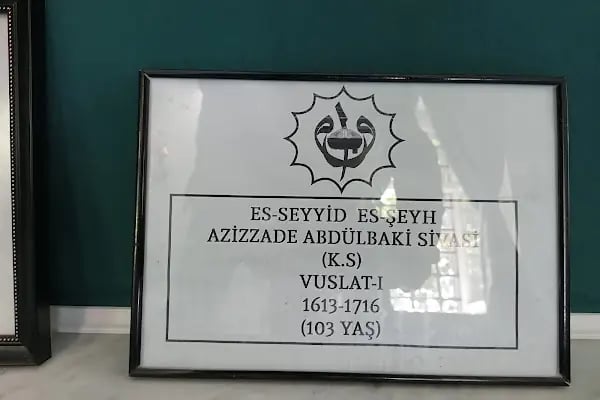 ES-SEYYİD ES-ŞEYH
AZİZZADE ABDÜLBAKİ SİVASİ
(K.S)
VUSLAT-I
1613-1716
(103 YAŞ)